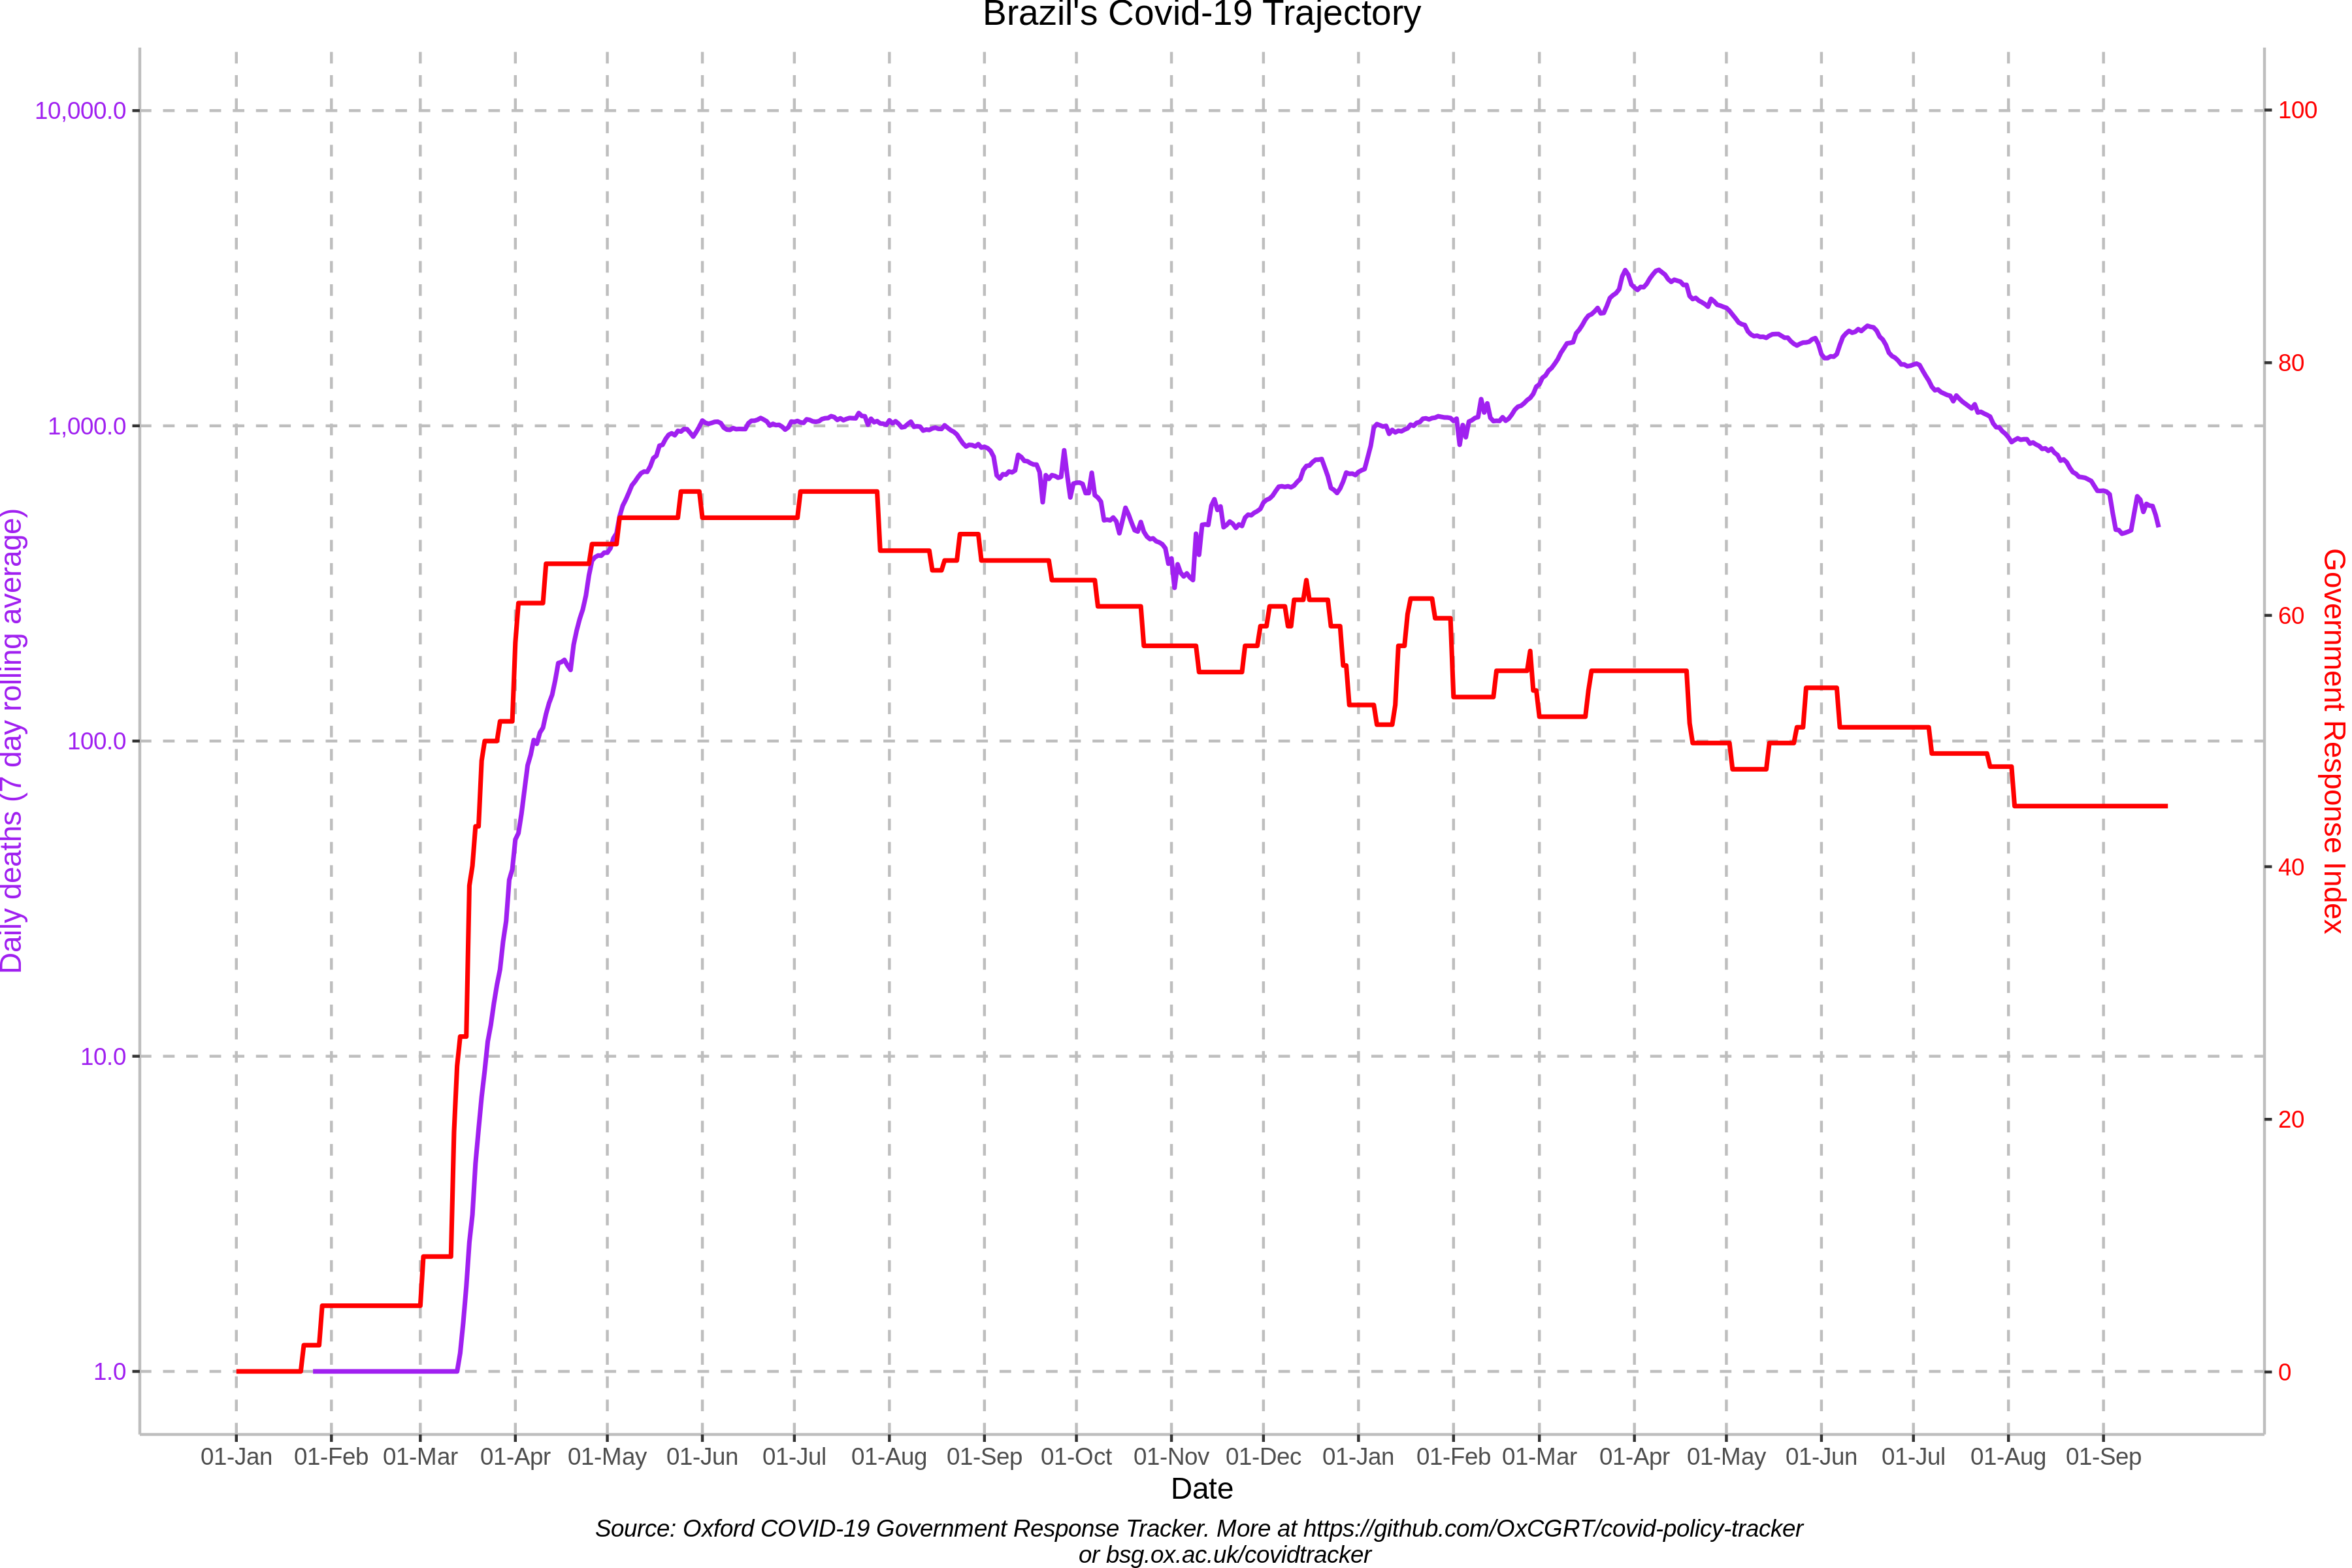 Brazil's Covid-19 Trajectory
Daily deaths (7 day rolling average)
10,000.0
1,000.0
100.0
10.0
1.0
100
80
60
40
20
0
Government Response Index
01-Jan 01-Feb 01-Mar 01-Apr 01-May 01-Jun 01-Jul 01-Aug 01-Sep 01-Oct 01-Nov 01-Dec 01-Jan 01-Feb 01-Mar 01-Apr 01-May 01-Jun 01-Jul 01-Aug 01-Sep
Date
Source: Oxford COVID-19 Government Response Tracker. More at https://github.com/OxCGRT/covid-policy-tracker
or bsg.ox.ac.uk/covidtracker